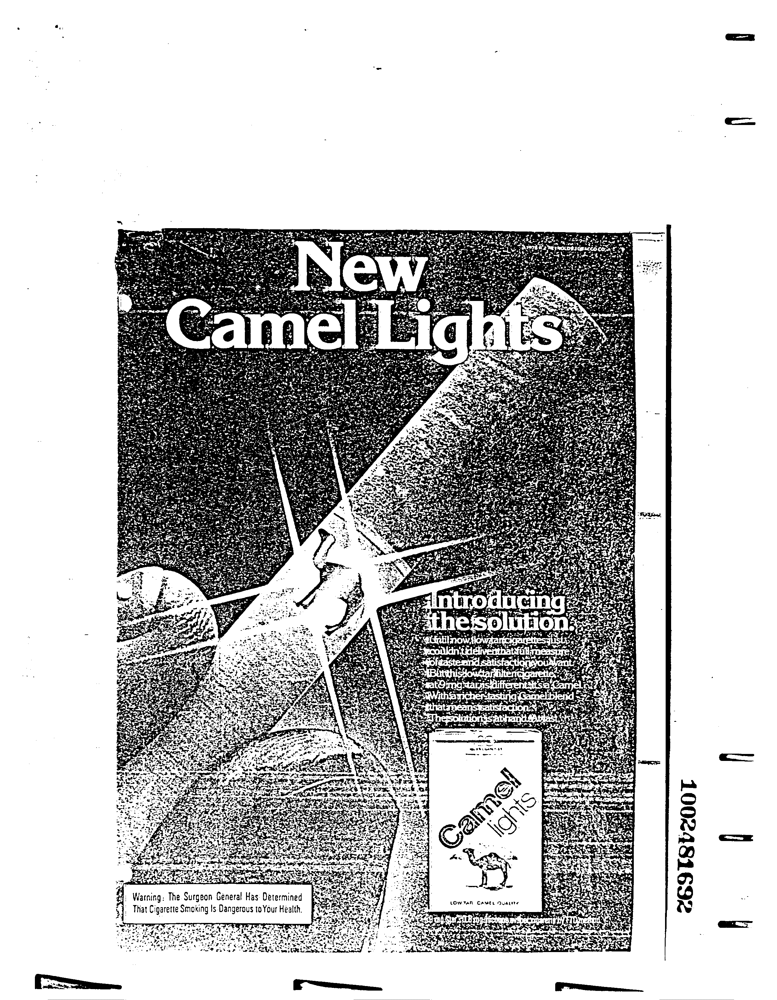 New
Camel Lights
Introducing
the solution.
Until now, low tar cigarettes just
couldn't deliver that full measure
of taste and satisfaction you want.
But this low tar filter cigarette,
at 9 mg. tar, is different. It's a Camel.
With a richer-tasting Camel blend
that means satisfaction.
The solution is at hand. At last.
Camel
lights
LOW TAR CAMEL QUALITY
Warning: The Surgeon General Has Determined
That Cigarette Smoking Is Dangerous to Your Health.
1002481692